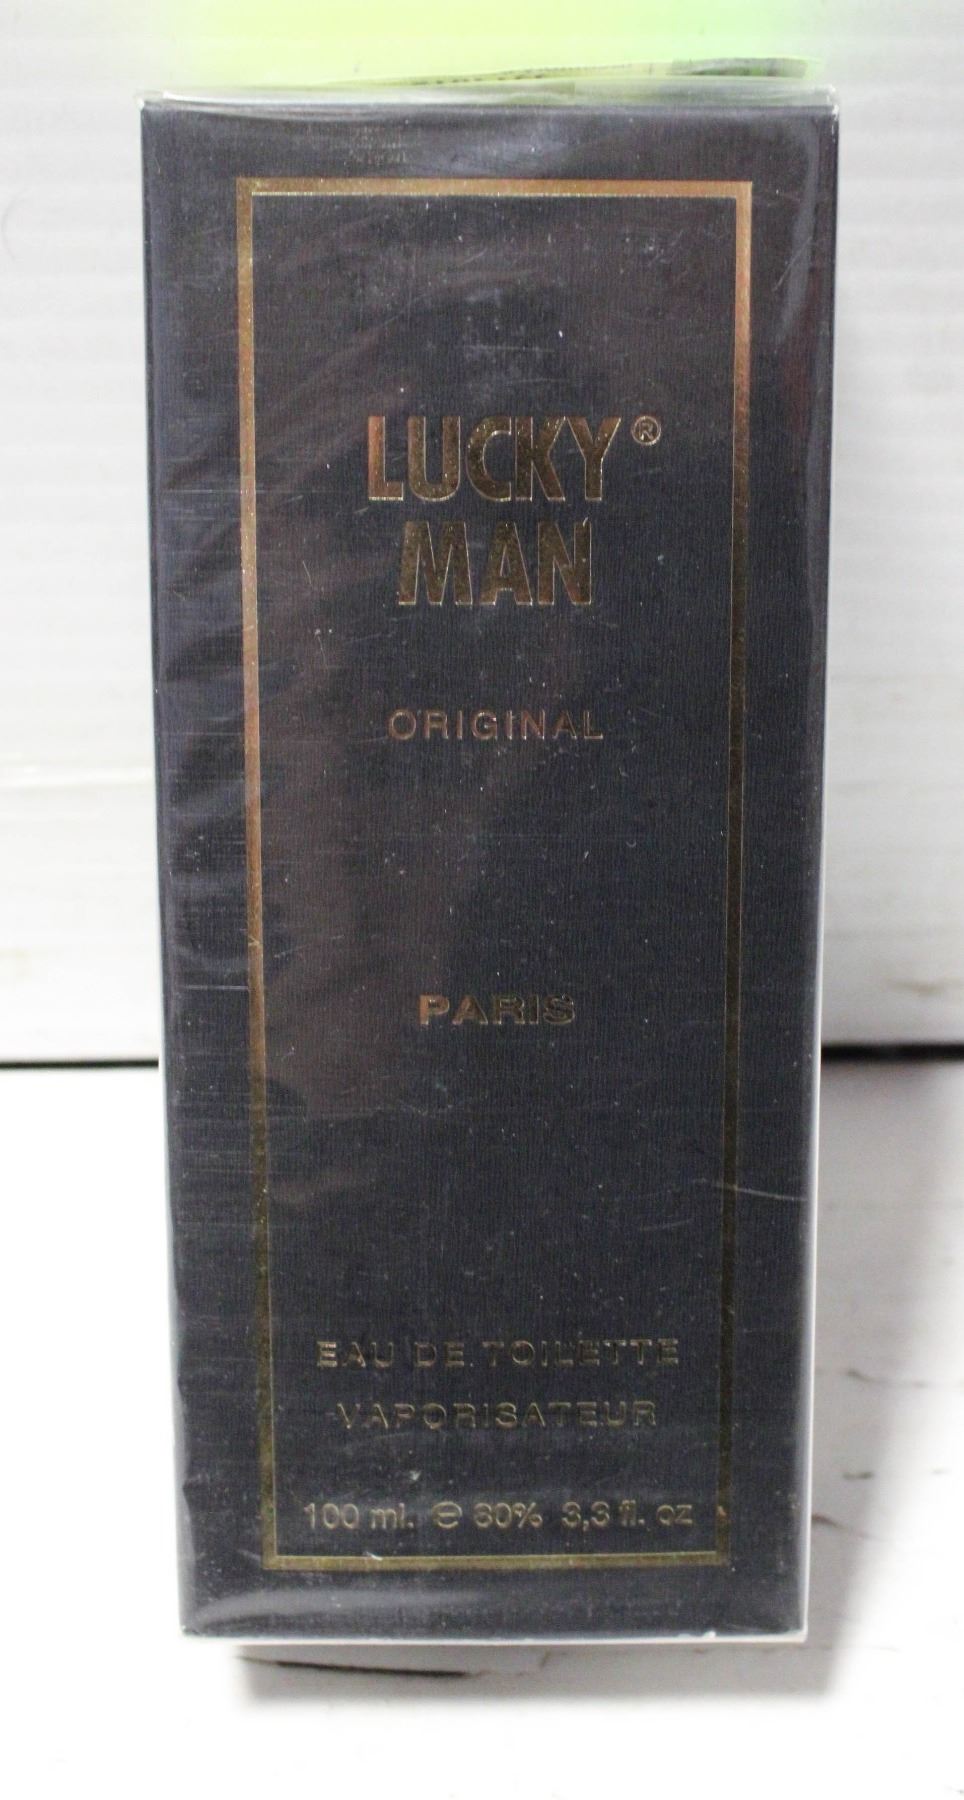 LUCKY®
MAN
ORIGINAL
PARIS
EAU DE TOILETTE
VAPORISATEUR
100 ml. ℮ 80% 3,3 fl. oz